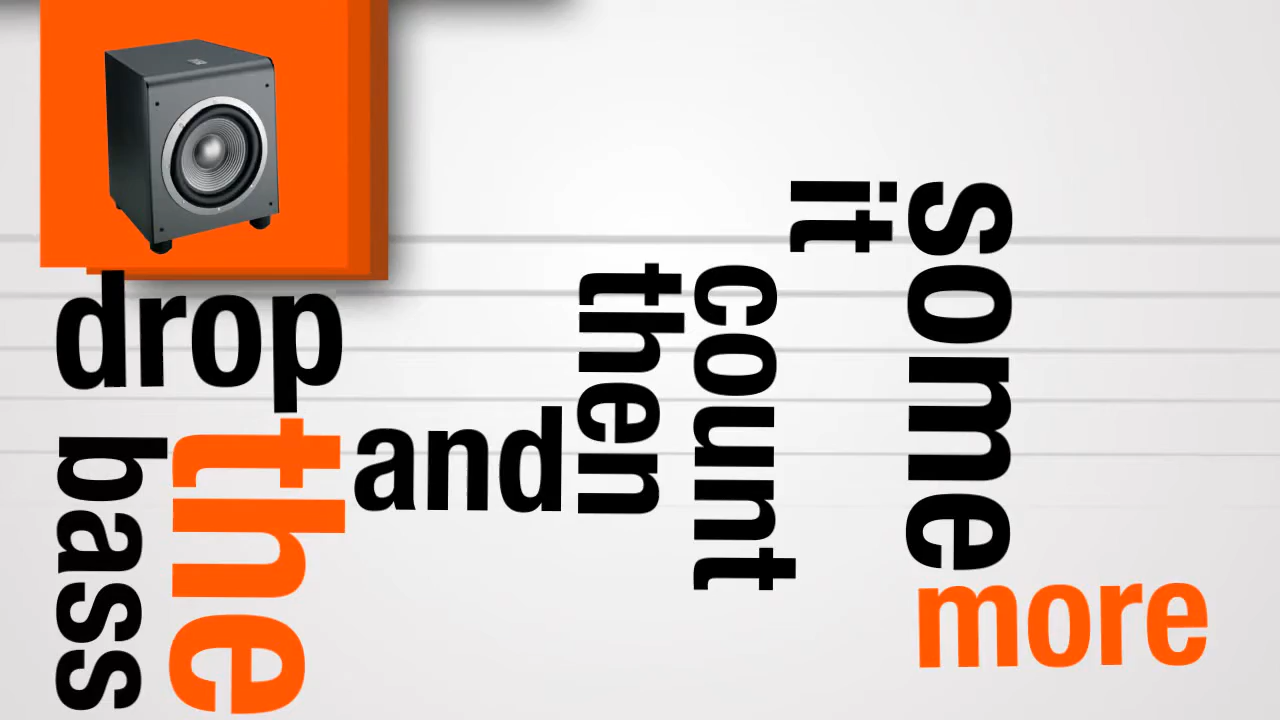 drop
the
bass
and
then
count
it
some
more